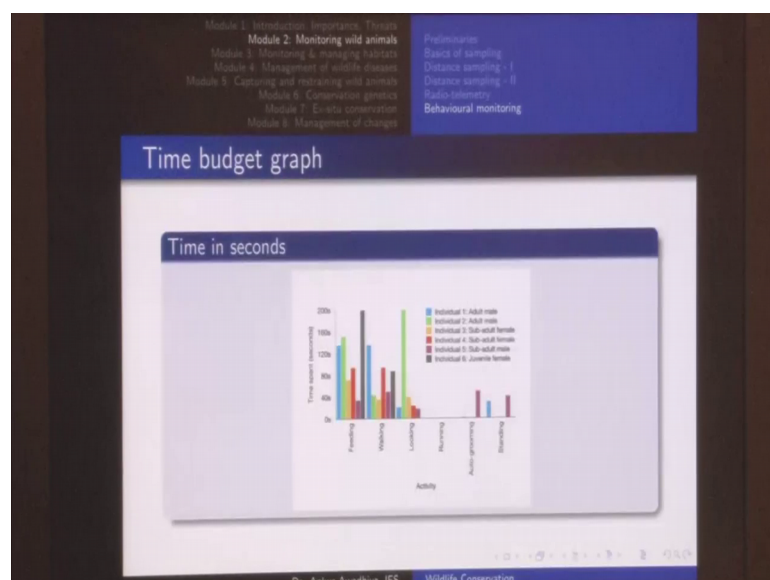 Module 1: Introduction, Importance, Threats
Module 2: Monitoring wild animals
Module 3: Monitoring & managing habitats
Module 4: Management of wildlife diseases
Module 5: Capturing and restraining wild animals
Module 6: Conservation genetics
Module 7: Ex-situ conservation
Module 8: Management of changes
Preliminaries
Basics of sampling
Distance sampling - I
Distance sampling - II
Radio-telemetry
Behavioural monitoring
Time budget graph
Time in seconds
Time spent (seconds)
200s
160s
120s
80s
40s
0s
Individual 1: Adult male
Individual 2: Adult male
Individual 3: Sub-adult female
Individual 4: Sub-adult female
Individual 5: Sub-adult male
Individual 6: Juvenile female
Feeding
Walking
Looking
Running
Auto-grooming
Standing
Activity
Wildlife Conservation